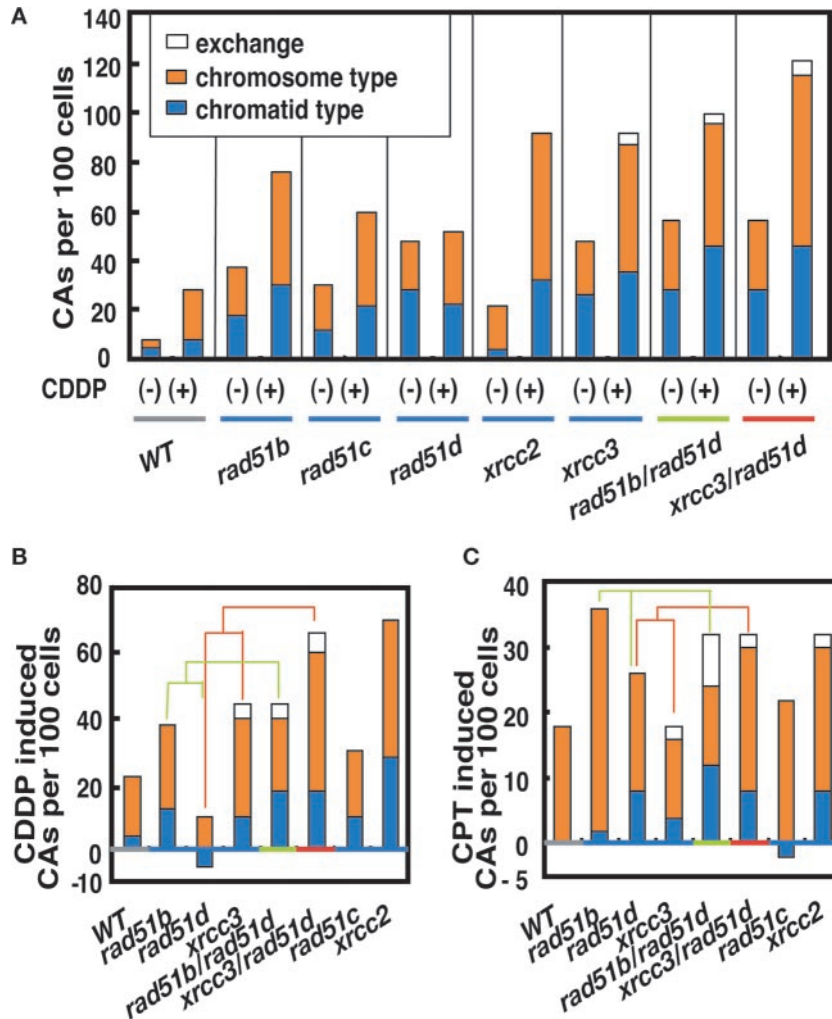 A
140
120
100
80
60
40
20
0
CAs per 100 cells
exchange
chromosome type
chromatid type
CDDP (-) (+) (-) (+) (-) (+) (-) (+) (-) (+) (-) (+) (-) (+) (-) (+)
WT rad51b rad51c rad51d xrcc2 xrcc3 rad51b/rad51d xrcc3/rad51d
B
80
60
40
20
0
-10
CDDP induced
CAs per 100 cells
WT rad51b rad51d xrcc3 rad51b/rad51d xrcc3/rad51d rad51c xrcc2
C
40
30
20
10
0
- 5
CPT induced
CAs per 100 cells
WT rad51b rad51d xrcc3 rad51b/rad51d xrcc3/rad51d rad51c xrcc2